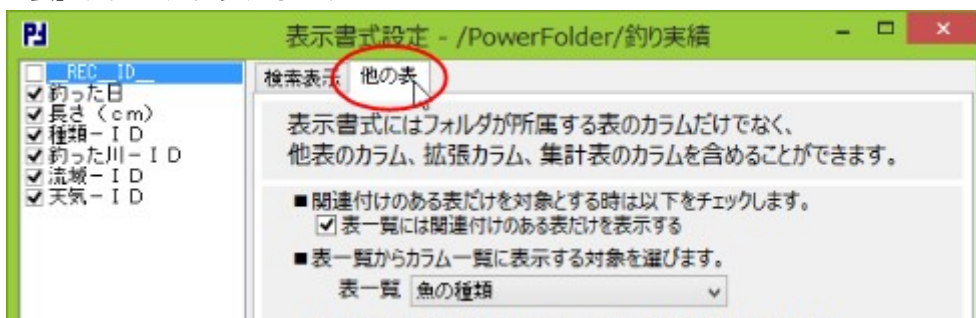 表示書式設定 - /PowerFolder/釣り実績
__REC_ID__
釣った日
長さ（cm）
種類－ＩＤ
釣った川－ＩＤ
流域－ＩＤ
天気－ＩＤ
検索表示 他の表
表示書式にはフォルダが所属する表のカラムだけでなく、
他表のカラム、拡張カラム、集計表のカラムを含めることができます。
■関連付けのある表だけを対象とする時は以下をチェックします。
表一覧には関連付けのある表だけを表示する
■表一覧からカラム一覧に表示する対象を選びます。
表一覧 魚の種類